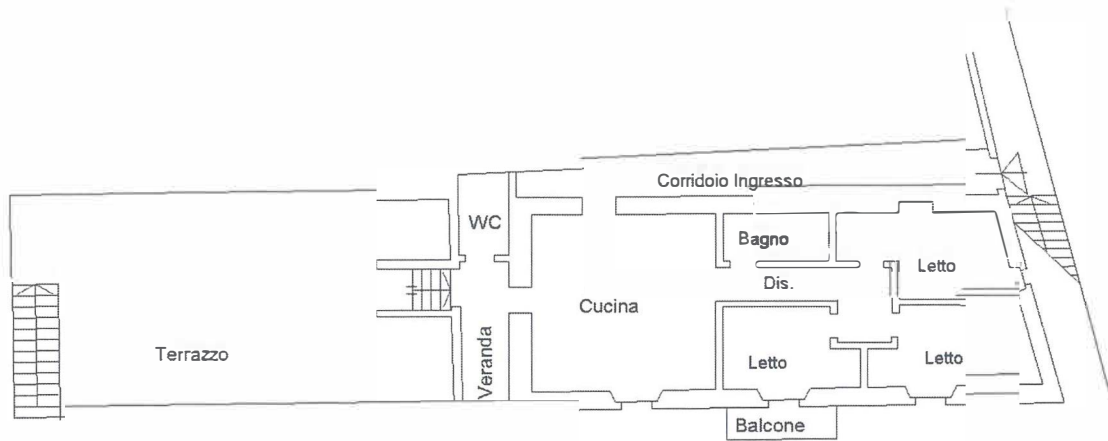 Corridoio Ingresso
WC
Bagno
Letto
Dis.
Cucina
Veranda
Terrazzo
Letto
Letto
Balcone